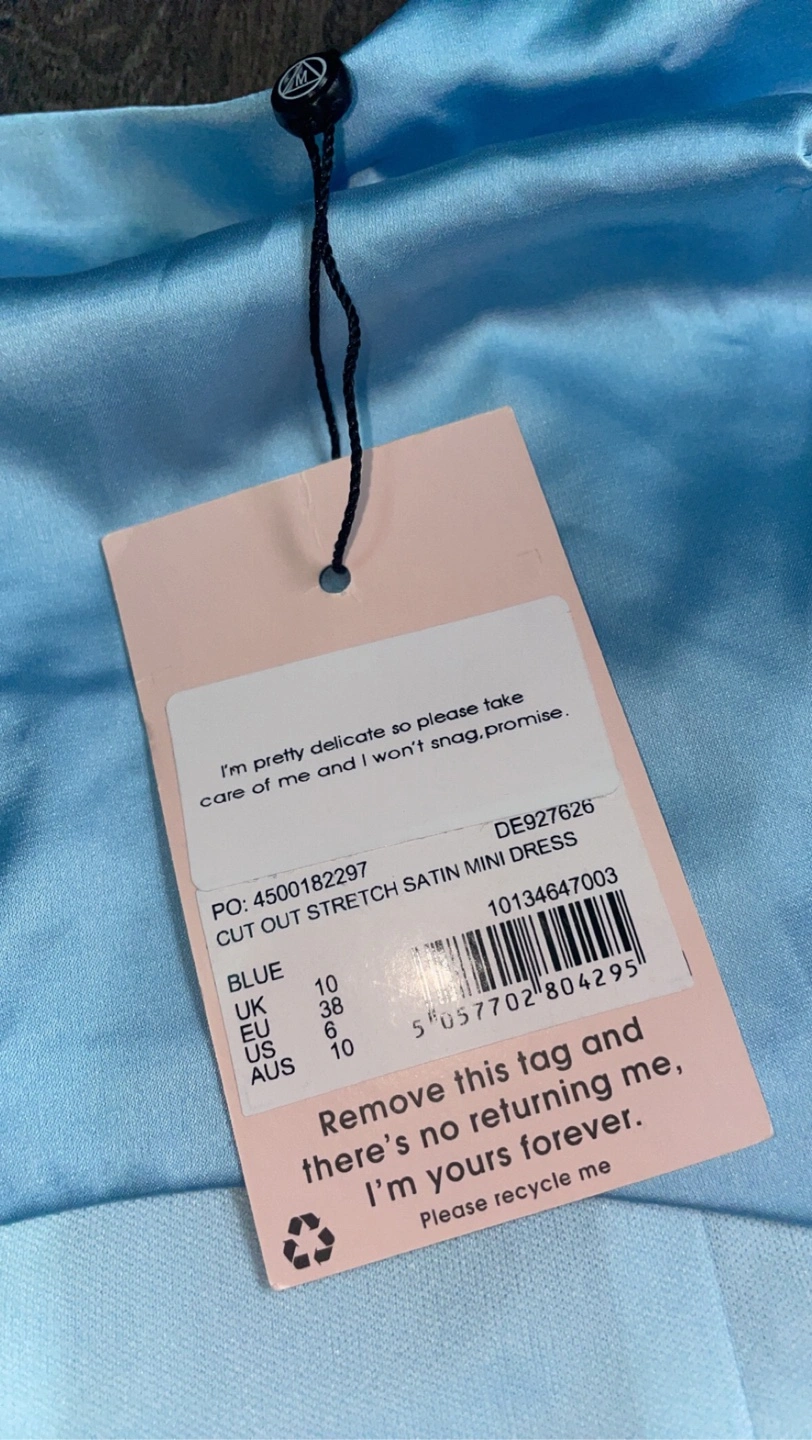 M
I'm pretty delicate so please take
care of me and I won't snag,promise.
DE927626
PO: 4500182297
CUT OUT STRETCH SATIN MINI DRESS
10134647003
BLUE
UK 10
EU 38
US 6
AUS 10
5 057702 804295
Remove this tag and
there's no returning me,
I'm yours forever.
Please recycle me